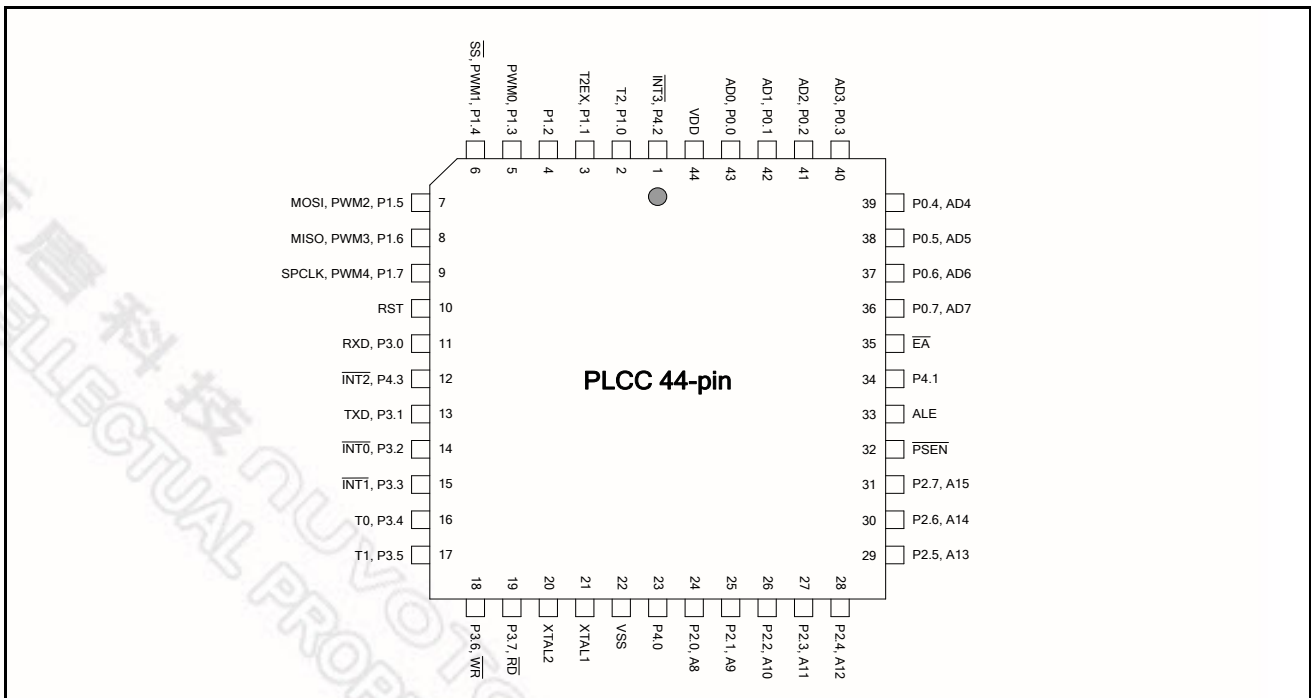 SS, PWM1, P1.4
PWM0, P1.3
P1.2
T2EX, P1.1
T2, P1.0
INT3, P4.2
VDD
AD0, P0.0
AD1, P0.1
AD2, P0.2
AD3, P0.3
6
5
4
3
2
1
44
43
42
41
40
MOSI, PWM2, P1.5
7
MISO, PWM3, P1.6
8
SPCLK, PWM4, P1.7
9
RST
10
RXD, P3.0
11
INT2, P4.3
12
TXD, P3.1
13
INT0, P3.2
14
INT1, P3.3
15
T0, P3.4
16
T1, P3.5
17
PLCC 44-pin
39
P0.4, AD4
38
P0.5, AD5
37
P0.6, AD6
36
P0.7, AD7
35
EA
34
P4.1
33
ALE
32
PSEN
31
P2.7, A15
30
P2.6, A14
29
P2.5, A13
18
19
20
21
22
23
24
25
26
27
28
P3.6, WR
P3.7, RD
XTAL2
XTAL1
VSS
P4.0
P2.0, A8
P2.1, A9
P2.2, A10
P2.3, A11
P2.4, A12
唐科技 nuvoTo
ELLECTUAL PROP